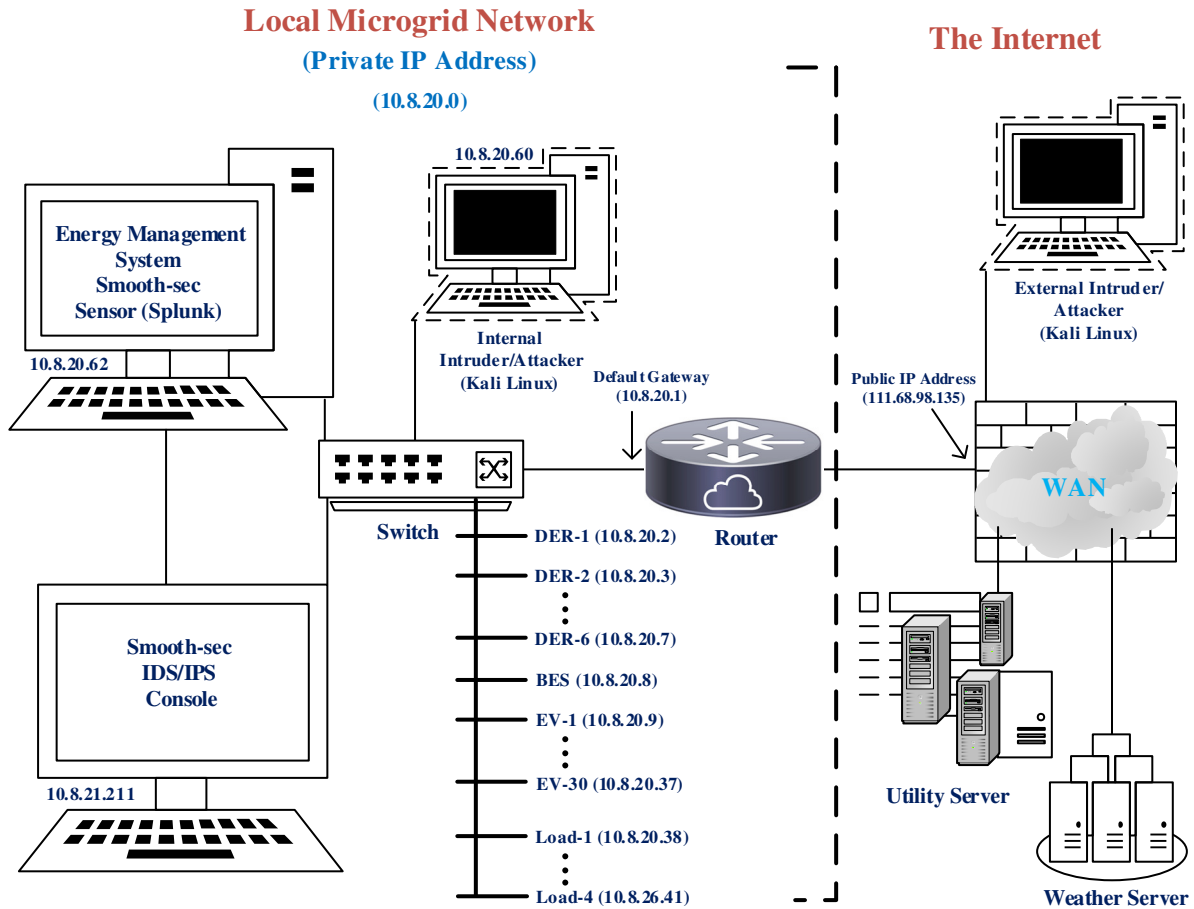 Local Microgrid Network
(Private IP Address)
(10.8.20.0)
The Internet
10.8.20.60
Energy Management
System
Smooth-sec
Sensor (Splunk)
10.8.20.62
Internal
Intruder/Attacker
(Kali Linux)
External Intruder/
Attacker
(Kali Linux)
Default Gateway
(10.8.20.1)
Public IP Address
(111.68.98.135)
WAN
Switch
Router
DER-1 (10.8.20.2)
DER-2 (10.8.20.3)
DER-6 (10.8.20.7)
BES (10.8.20.8)
EV-1 (10.8.20.9)
EV-30 (10.8.20.37)
Load-1 (10.8.20.38)
Load-4 (10.8.26.41)
Smooth-sec
IDS/IPS
Console
10.8.21.211
Utility Server
Weather Server